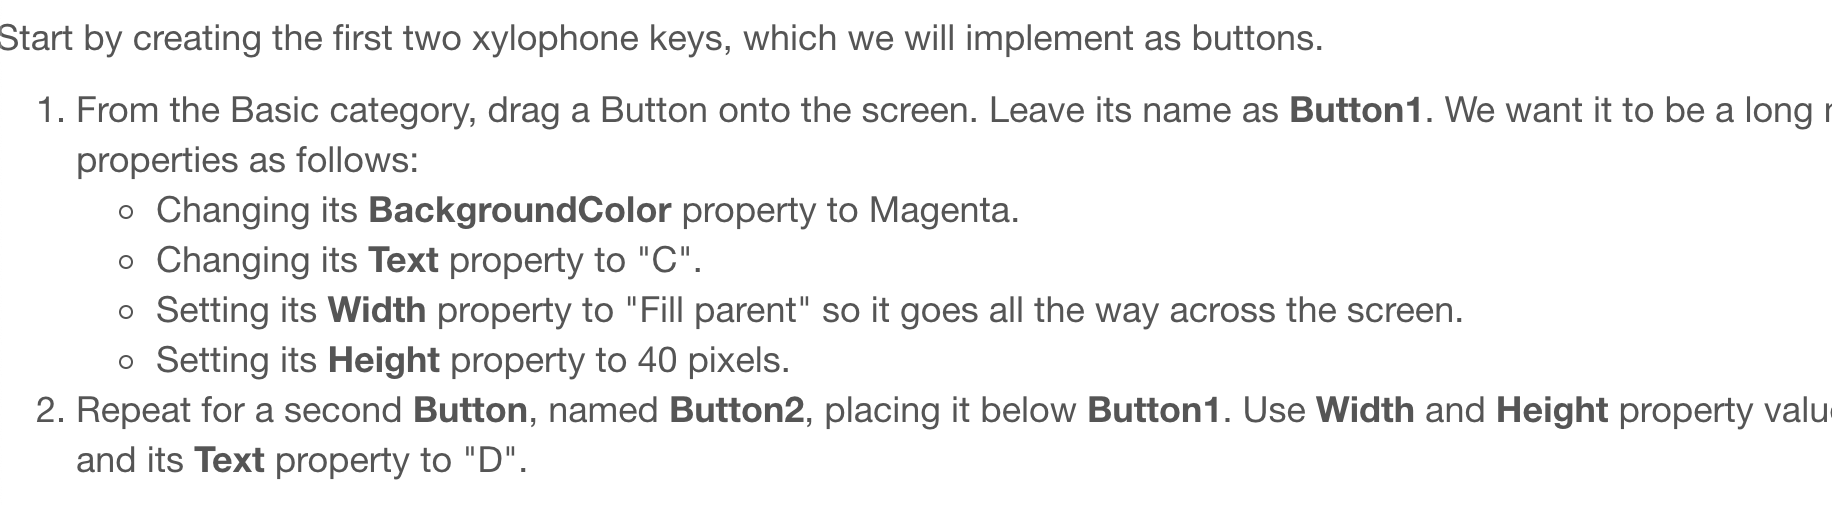 Start by creating the first two xylophone keys, which we will implement as buttons.
1. From the Basic category, drag a Button onto the screen. Leave its name as Button1. We want it to be a long
properties as follows:
Changing its BackgroundColor property to Magenta.
Changing its Text property to "C".
Setting its Width property to "Fill parent" so it goes all the way across the screen.
Setting its Height property to 40 pixels.
2. Repeat for a second Button, named Button2, placing it below Button1. Use Width and Height property
and its Text property to "D".